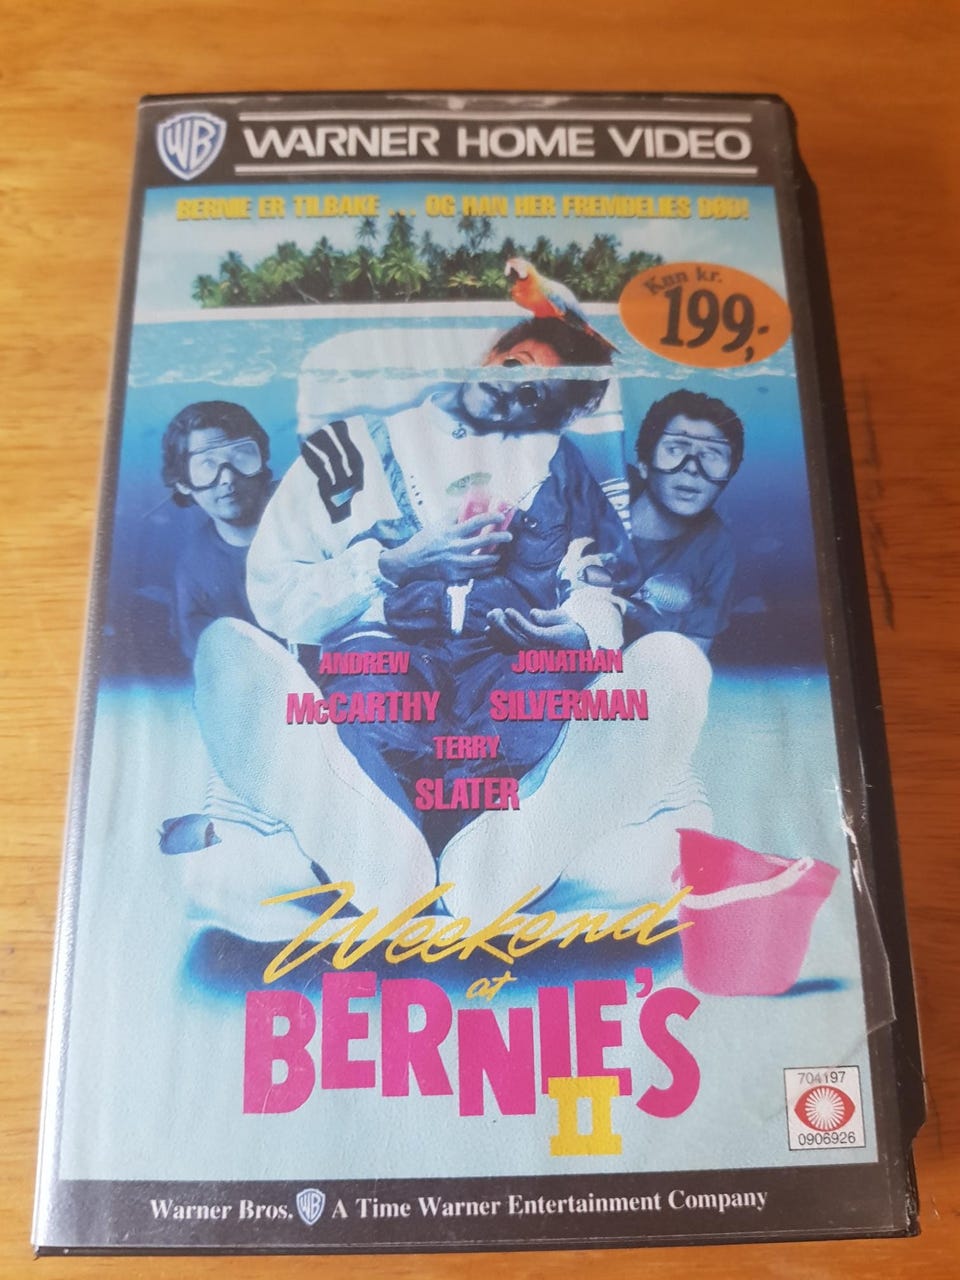 WB WARNER HOME VIDEO
BERNIE ER TILBAKE ... OG HAN HER FREMDELIES DØD!
Kun kr.
199,-
ANDREW JONATHAN
McCARTHY SILVERMAN
TERRY
SLATER
Weekend
at
BERNIE'S
II
704197
0906926
Warner Bros. WB A Time Warner Entertainment Company